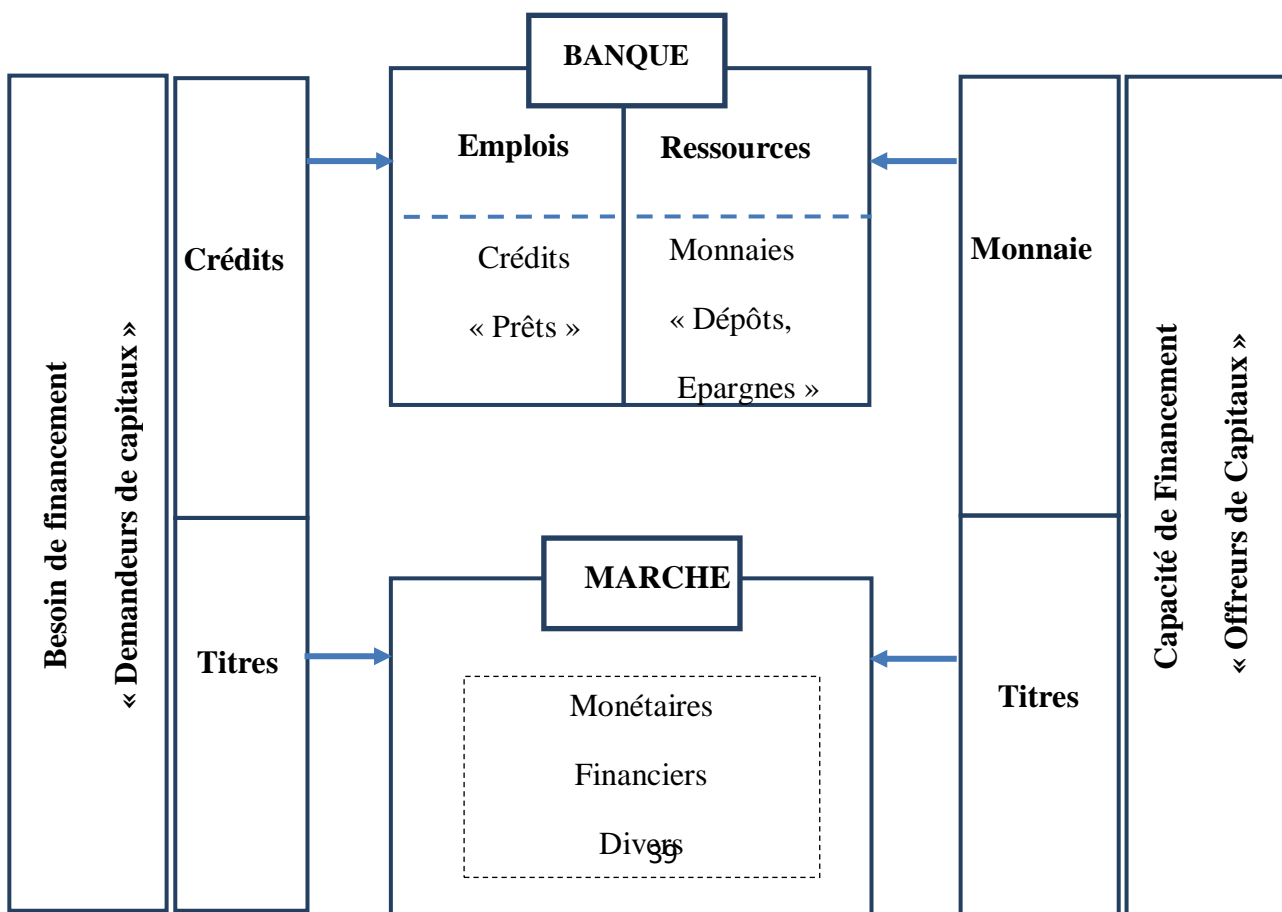 BANQUE
Emplois
Ressources
Crédits
« Prêts »
Monnaies
« Dépôts,
Epargnes »
Besoin de financement
« Demandeurs de capitaux »
Crédits
Titres
Monnaie
Titres
Capacité de Financement
« Offreurs de Capitaux »
MARCHE
Monétaires
Financiers
Divers
39